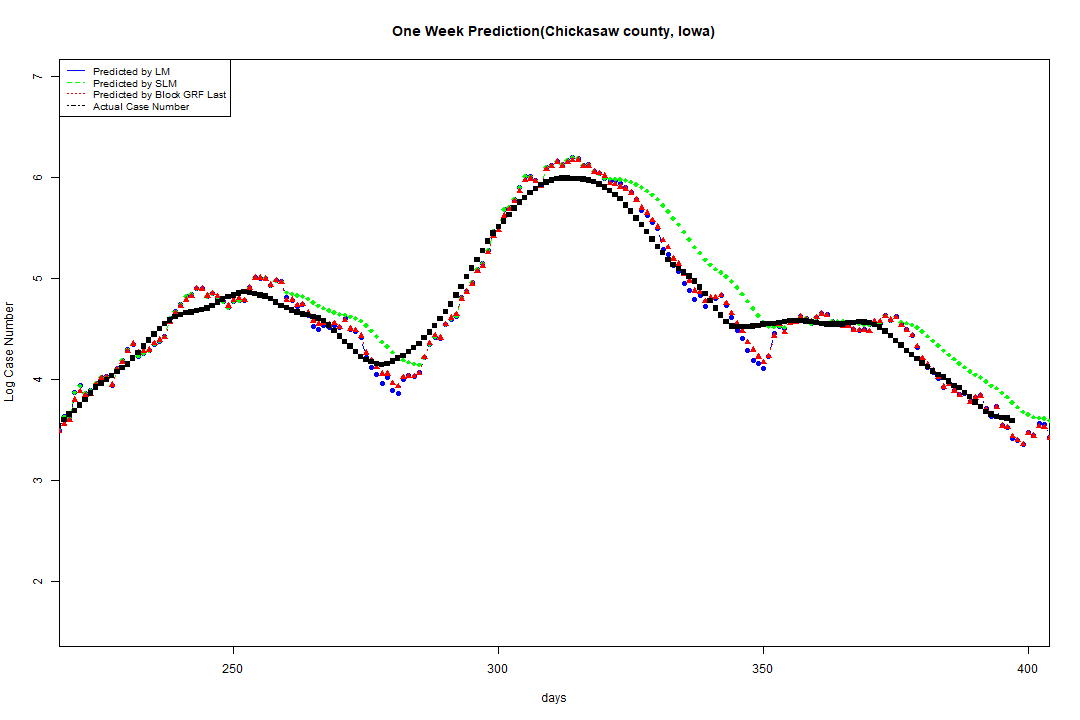 One Week Prediction(Chickasaw county, Iowa)
Predicted by LM
Predicted by SLM
Predicted by Block GRF Last
Actual Case Number
7
6
5
4
3
2
Log Case Number
250 300 350 400
days